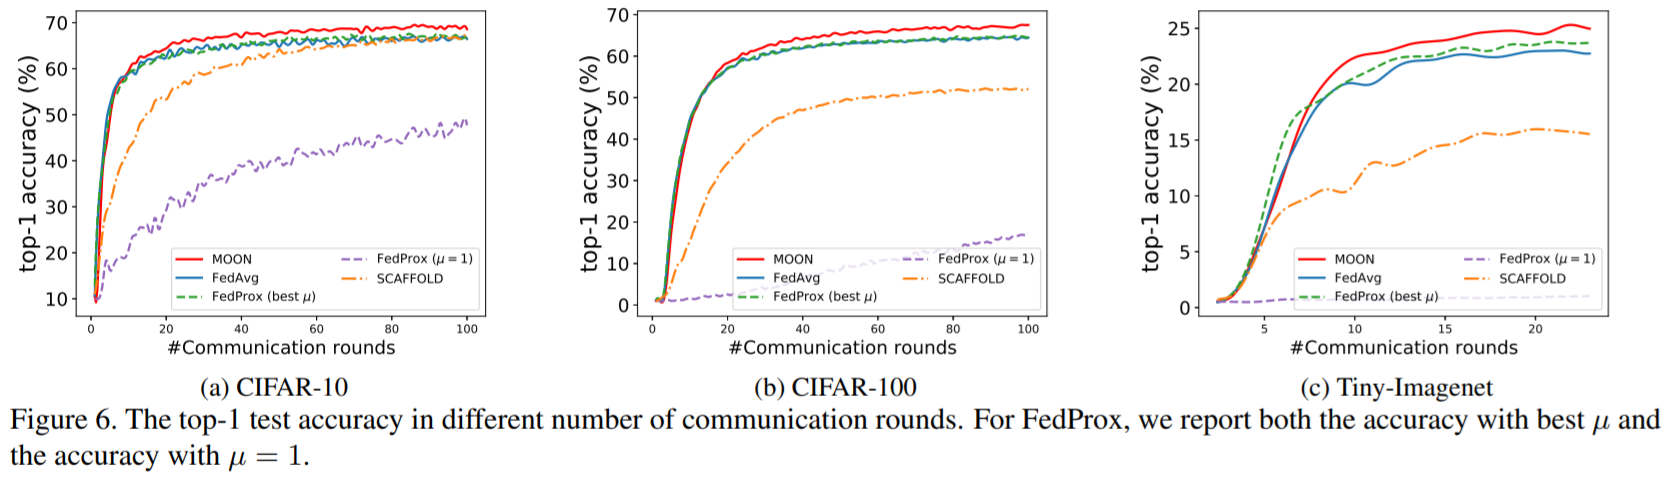 top-1 accuracy (%)
70
60
50
40
30
20
10
0 20 40 60 80 100
#Communication rounds
MOON
FedAvg
FedProx (best μ)
FedProx (μ = 1)
SCAFFOLD
(a) CIFAR-10
top-1 accuracy (%)
70
60
50
40
30
20
10
0
0 20 40 60 80 100
#Communication rounds
MOON
FedAvg
FedProx (best μ)
FedProx (μ = 1)
SCAFFOLD
(b) CIFAR-100
top-1 accuracy (%)
25
20
15
10
5
0
5 10 15 20
#Communication rounds
MOON
FedAvg
FedProx (best μ)
FedProx (μ = 1)
SCAFFOLD
(c) Tiny-Imagenet
Figure 6. The top-1 test accuracy in different number of communication rounds. For FedProx, we report both the accuracy with best μ and
the accuracy with μ = 1.